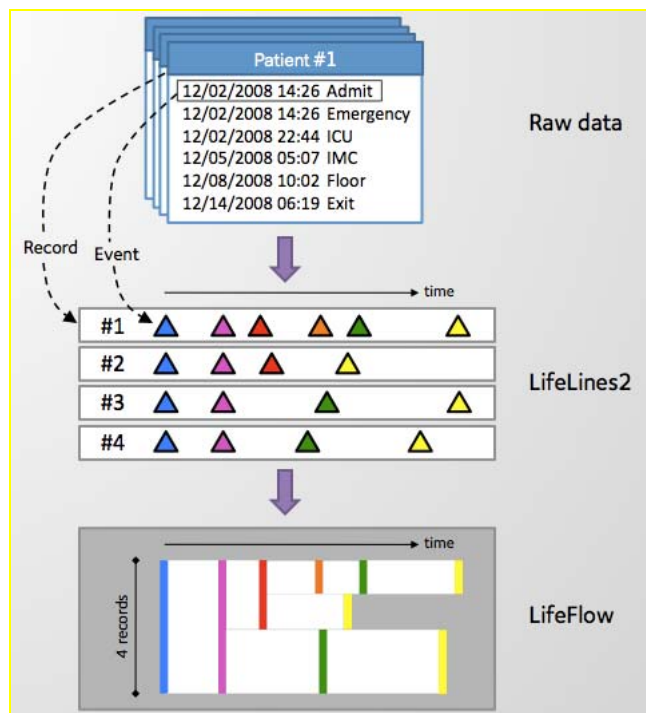 Patient #1
12/02/2008 14:26 Admit
12/02/2008 14:26 Emergency
12/02/2008 22:44 ICU
12/05/2008 05:07 IMC
12/08/2008 10:02 Floor
12/14/2008 06:19 Exit
Raw data
Record
Event
time
#1
#2
#3
#4
LifeLines2
time
4 records
LifeFlow